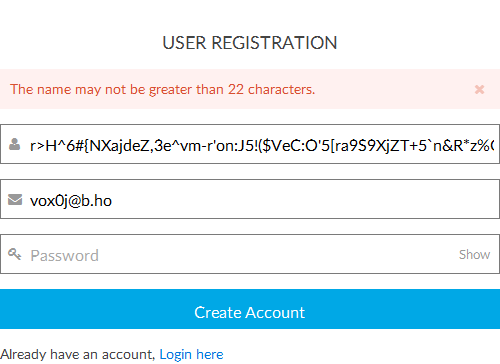 USER REGISTRATION
The name may not be greater than 22 characters.
r>H^6#{NXajdeZ,3e^vm-r'on:J5!($VeC:O'5[ra9S9XjZT+5`n&R*z%
vox0j@b.ho
Password Show
Create Account
Already have an account, Login here